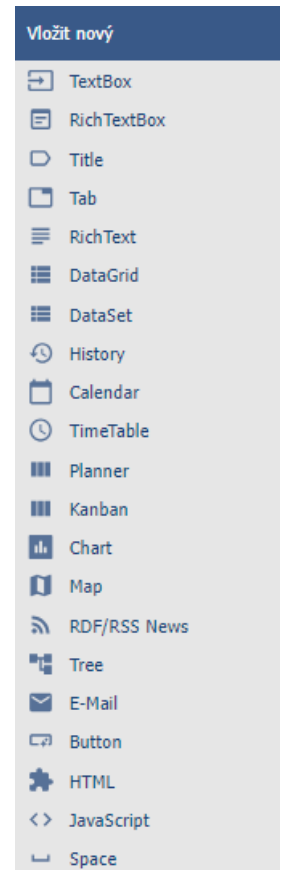 Vložit nový
TextBox
RichTextBox
Title
Tab
RichText
DataGrid
DataSet
History
Calendar
TimeTable
Planner
Kanban
Chart
Map
RDF/RSS News
Tree
E-Mail
Button
HTML
JavaScript
Space